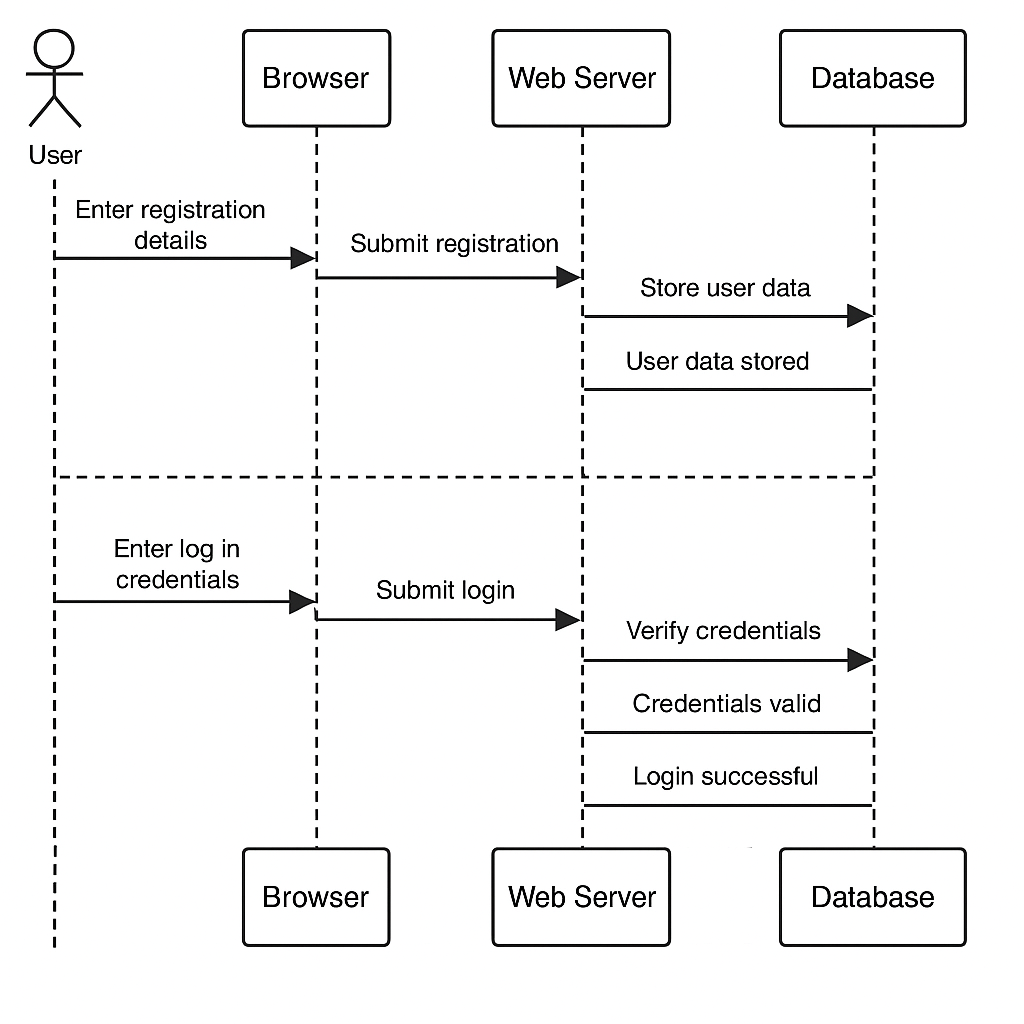 Browser
Web Server
Database
User
Enter registration
details
Submit registration
Store user data
User data stored
Enter log in
credentials
Submit login
Verify credentials
Credentials valid
Login successful
Browser
Web Server
Database